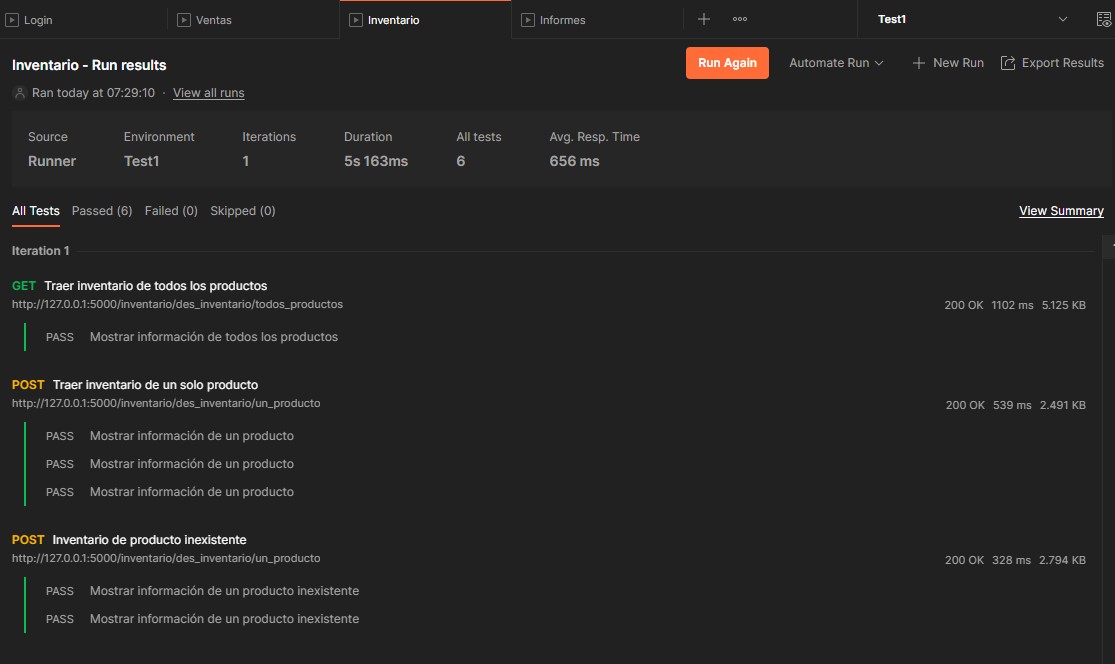 Login
Ventas
Inventario
Informes
Test1
Inventario - Run results
Run Again
Automate Run
New Run
Export Results
Ran today at 07:29:10 · View all runs
Source Environment Iterations Duration All tests Avg. Resp. Time
Runner Test1 1 5s 163ms 6 656 ms
All Tests Passed (6) Failed (0) Skipped (0) View Summary
Iteration 1
GET Traer inventario de todos los productos
http://127.0.0.1:5000/inventario/des_inventario/todos_productos 200 OK 1102 ms 5.125 KB
PASS Mostrar información de todos los productos
POST Traer inventario de un solo producto
http://127.0.0.1:5000/inventario/des_inventario/un_producto 200 OK 539 ms 2.491 KB
PASS Mostrar información de un producto
PASS Mostrar información de un producto
PASS Mostrar información de un producto
POST Inventario de producto inexistente
http://127.0.0.1:5000/inventario/des_inventario/un_producto 200 OK 328 ms 2.794 KB
PASS Mostrar información de un producto inexistente
PASS Mostrar información de un producto inexistente